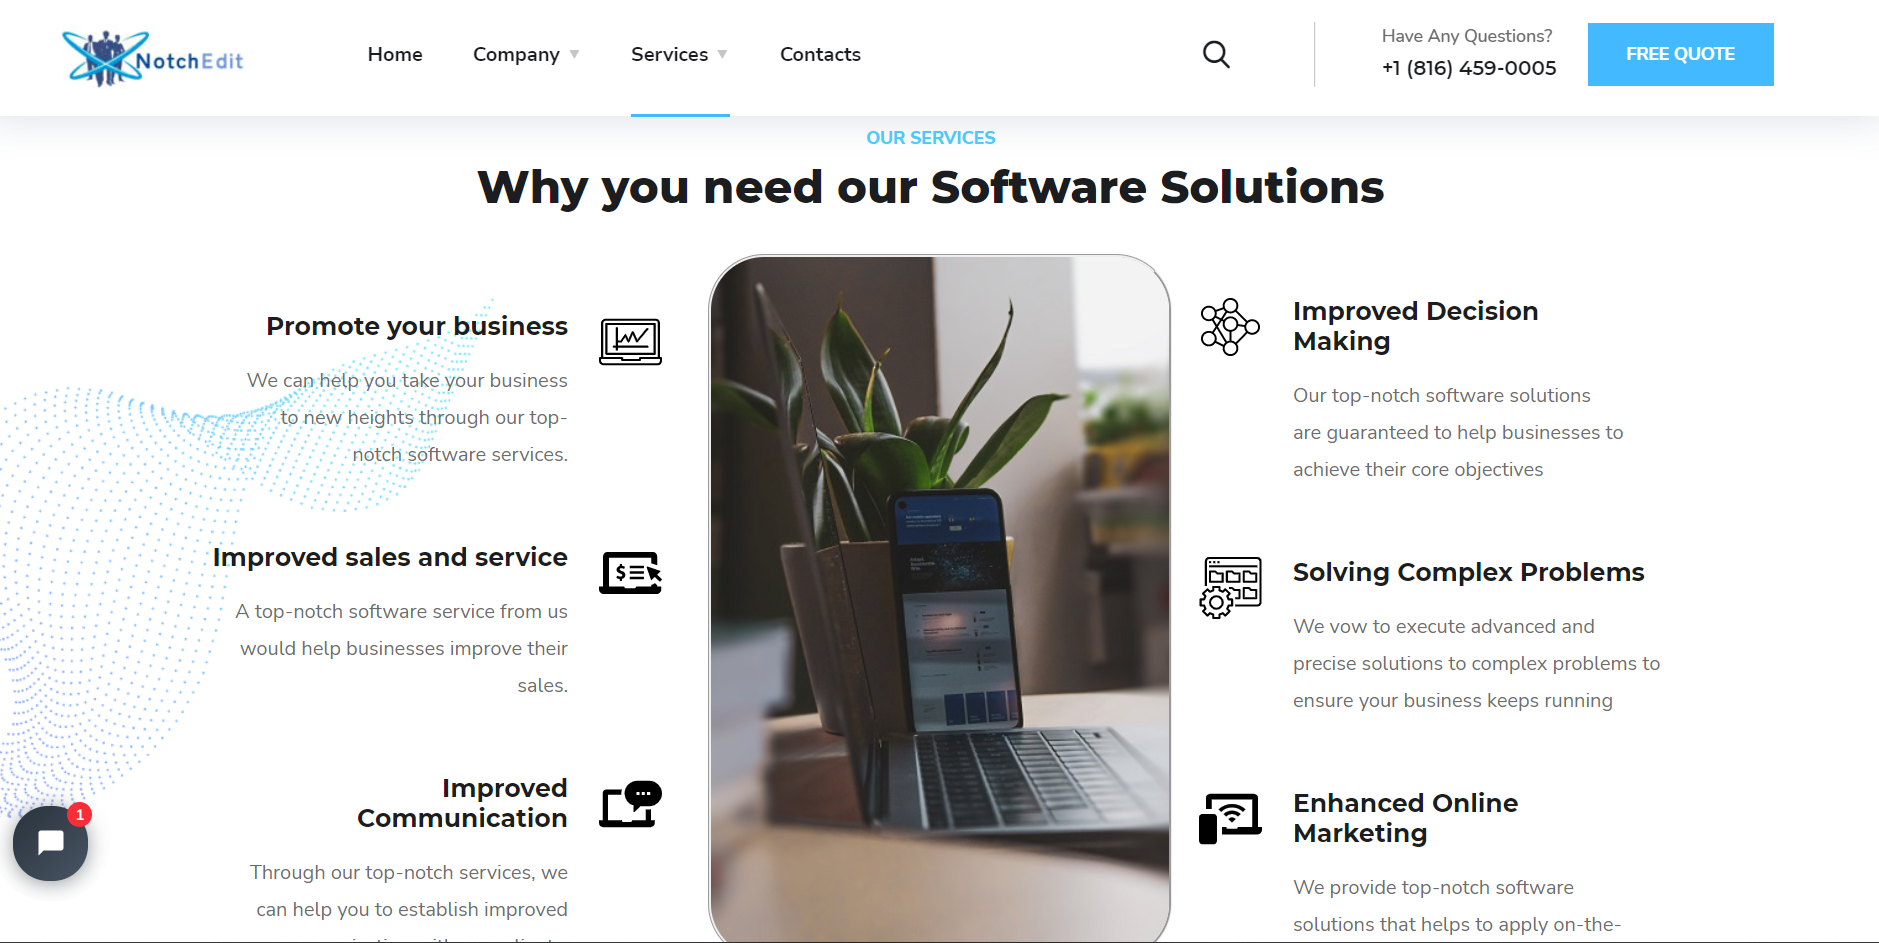 NotchEdit
Home
Company
Services
Contacts
Have Any Questions?
+1 (816) 459-0005
FREE QUOTE
OUR SERVICES
Why you need our Software Solutions
Promote your business
We can help you take your business
to new heights through our top-
notch software services.
Improved sales and service
A top-notch software service from us
would help businesses improve their
sales.
Improved
Communication
Through our top-notch services, we
can help you to establish improved
Improved Decision
Making
Our top-notch software solutions
are guaranteed to help businesses to
achieve their core objectives
Solving Complex Problems
We vow to execute advanced and
precise solutions to complex problems to
ensure your business keeps running
Enhanced Online
Marketing
We provide top-notch software
solutions that helps to apply on-the-
1